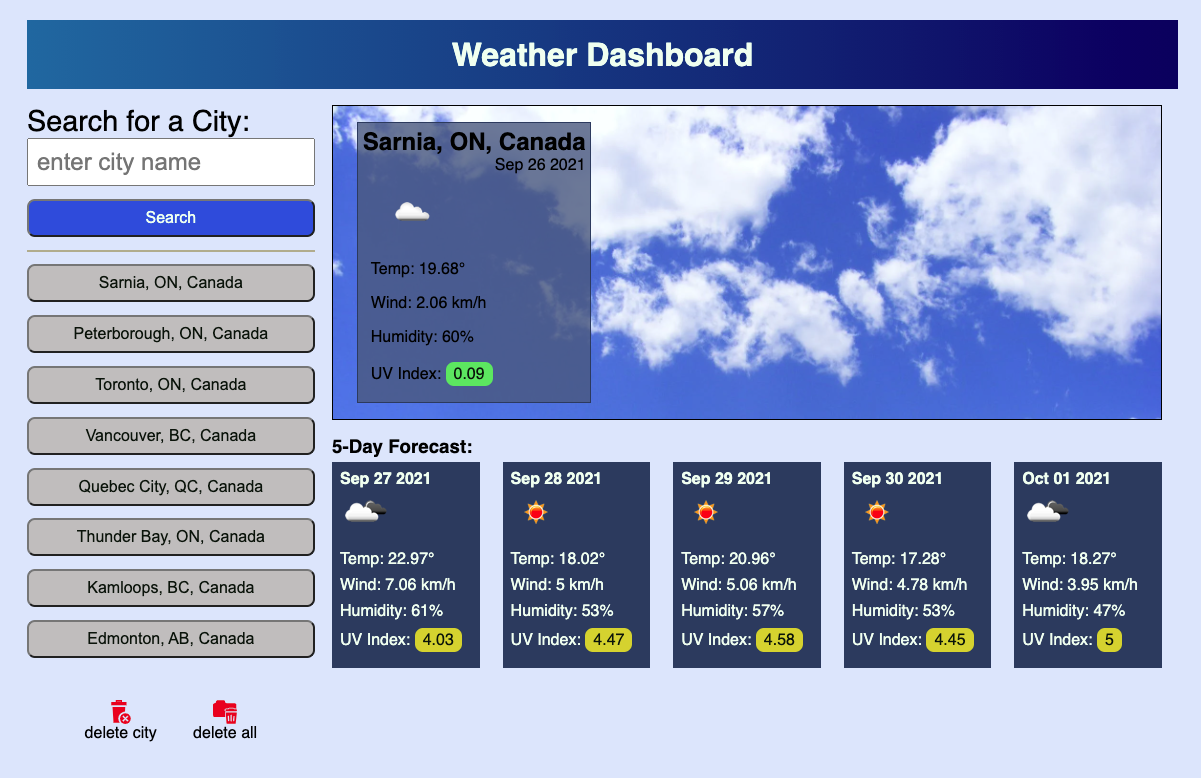 Weather Dashboard
Search for a City:
enter city name
Search
Sarnia, ON, Canada
Peterborough, ON, Canada
Toronto, ON, Canada
Vancouver, BC, Canada
Quebec City, QC, Canada
Thunder Bay, ON, Canada
Kamloops, BC, Canada
Edmonton, AB, Canada
delete city
delete all
Sarnia, ON, Canada
Sep 26 2021
Temp: 19.68°
Wind: 2.06 km/h
Humidity: 60%
UV Index: 0.09
5-Day Forecast:
Sep 27 2021
Temp: 22.97°
Wind: 7.06 km/h
Humidity: 61%
UV Index: 4.03
Sep 28 2021
Temp: 18.02°
Wind: 5 km/h
Humidity: 53%
UV Index: 4.47
Sep 29 2021
Temp: 20.96°
Wind: 5.06 km/h
Humidity: 57%
UV Index: 4.58
Sep 30 2021
Temp: 17.28°
Wind: 4.78 km/h
Humidity: 53%
UV Index: 4.45
Oct 01 2021
Temp: 18.27°
Wind: 3.95 km/h
Humidity: 47%
UV Index: 5